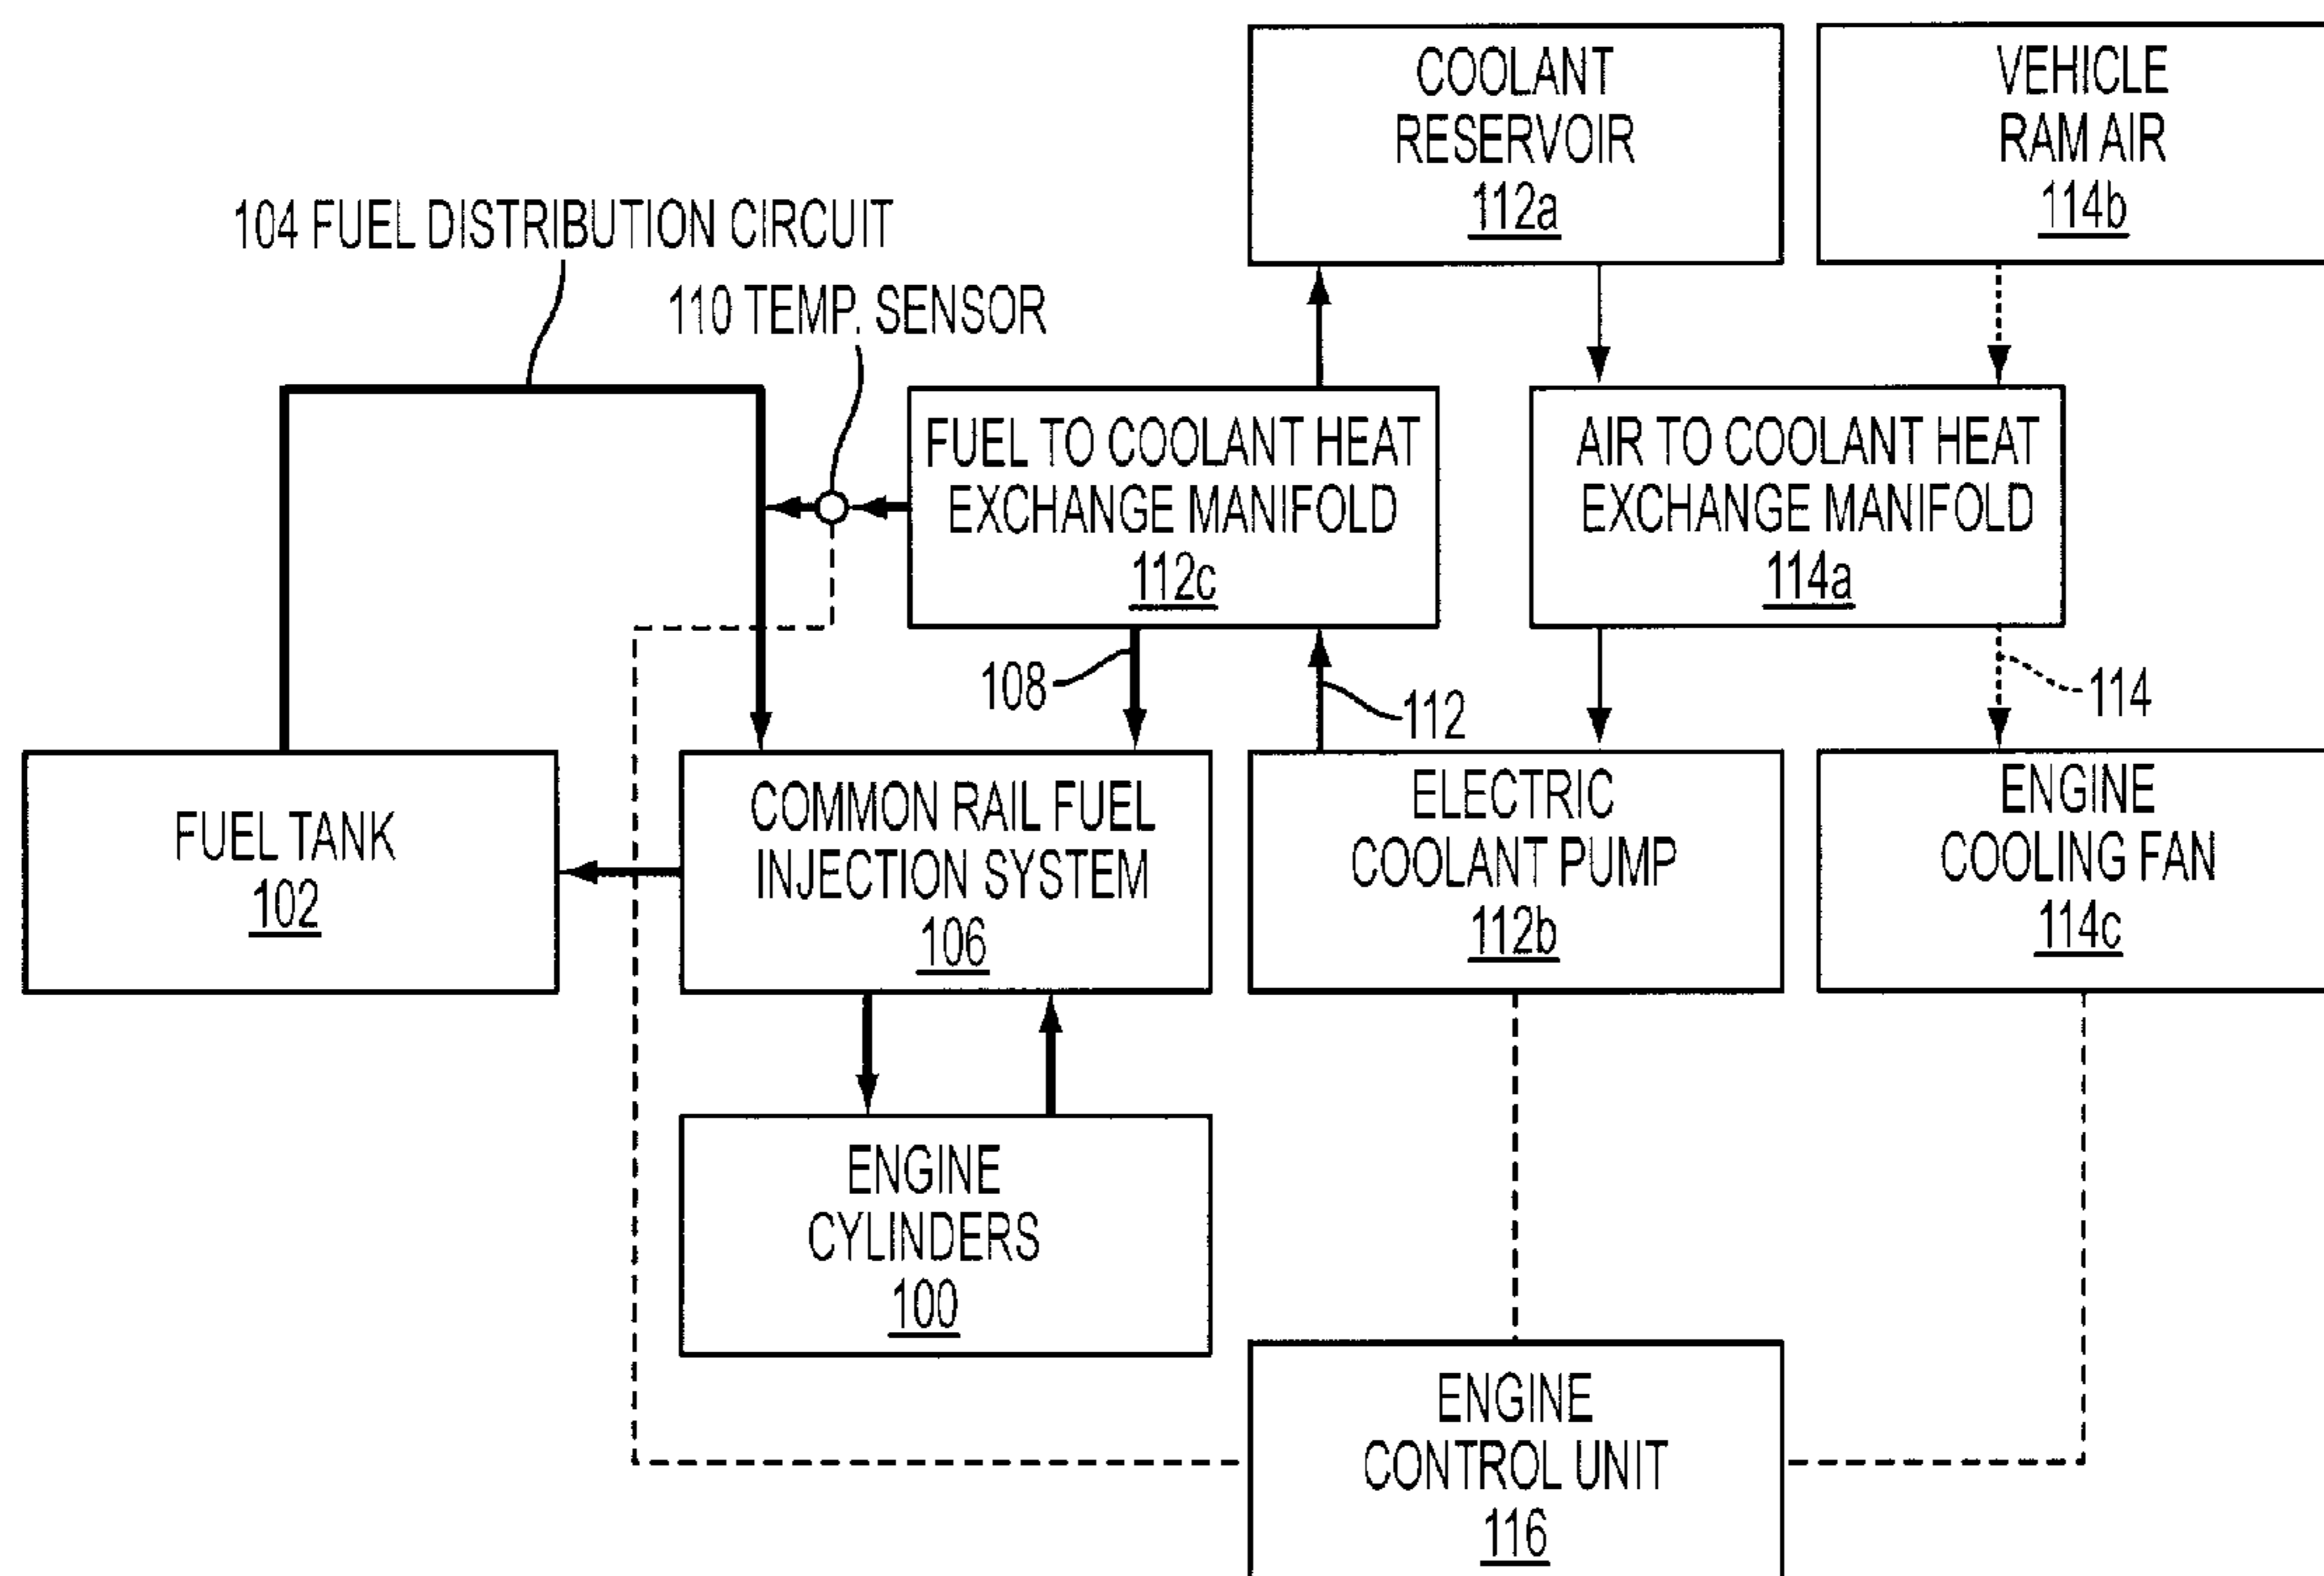 COOLANT
RESERVOIR
112a
VEHICLE
RAM AIR
114b
104 FUEL DISTRIBUTION CIRCUIT
110 TEMP. SENSOR
FUEL TO COOLANT HEAT
EXCHANGE MANIFOLD
112c
AIR TO COOLANT HEAT
EXCHANGE MANIFOLD
114a
108
112
114
FUEL TANK
102
COMMON RAIL FUEL
INJECTION SYSTEM
106
ELECTRIC
COOLANT PUMP
112b
ENGINE
COOLING FAN
114c
ENGINE
CYLINDERS
100
ENGINE
CONTROL UNIT
116